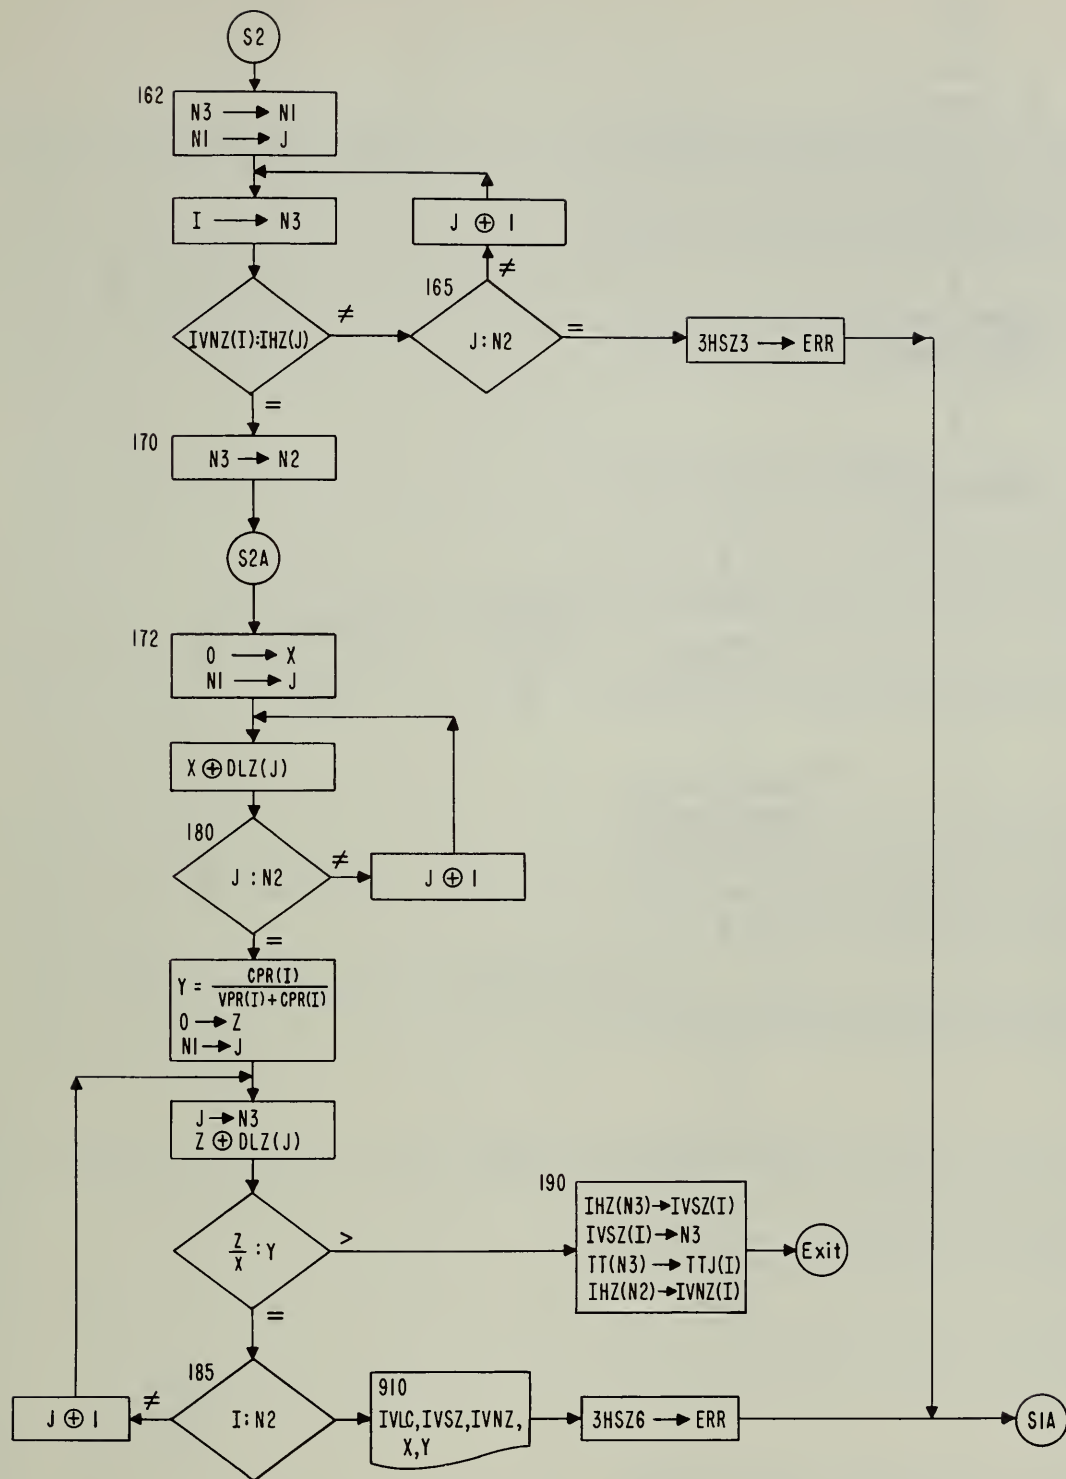 S2
162
N3 → N1
N1 → J
I → N3
J ⊕ 1
IVNZ(I):IHZ(J)
≠
165
≠
J:N2
=
3HSZ3 → ERR
=
170
N3 → N2
S2A
172
0 → X
N1 → J
X ⊕ DLZ(J)
180
J : N2
≠
J ⊕ 1
=
Y = CPR(I)
VPR(I)+CPR(I)
0 → Z
N1 → J
J → N3
Z ⊕ DLZ(J)
Z
X : Y
>
190
IHZ(N3)→IVSZ(I)
IVSZ(I)→N3
TT(N3) → TTJ(I)
IHZ(N2)→IVNZ(I)
Exit
=
185
I:N2
≠
J ⊕ 1
910
IVLC,IVSZ,IVNZ,
X,Y
3HSZ6 → ERR
S1A